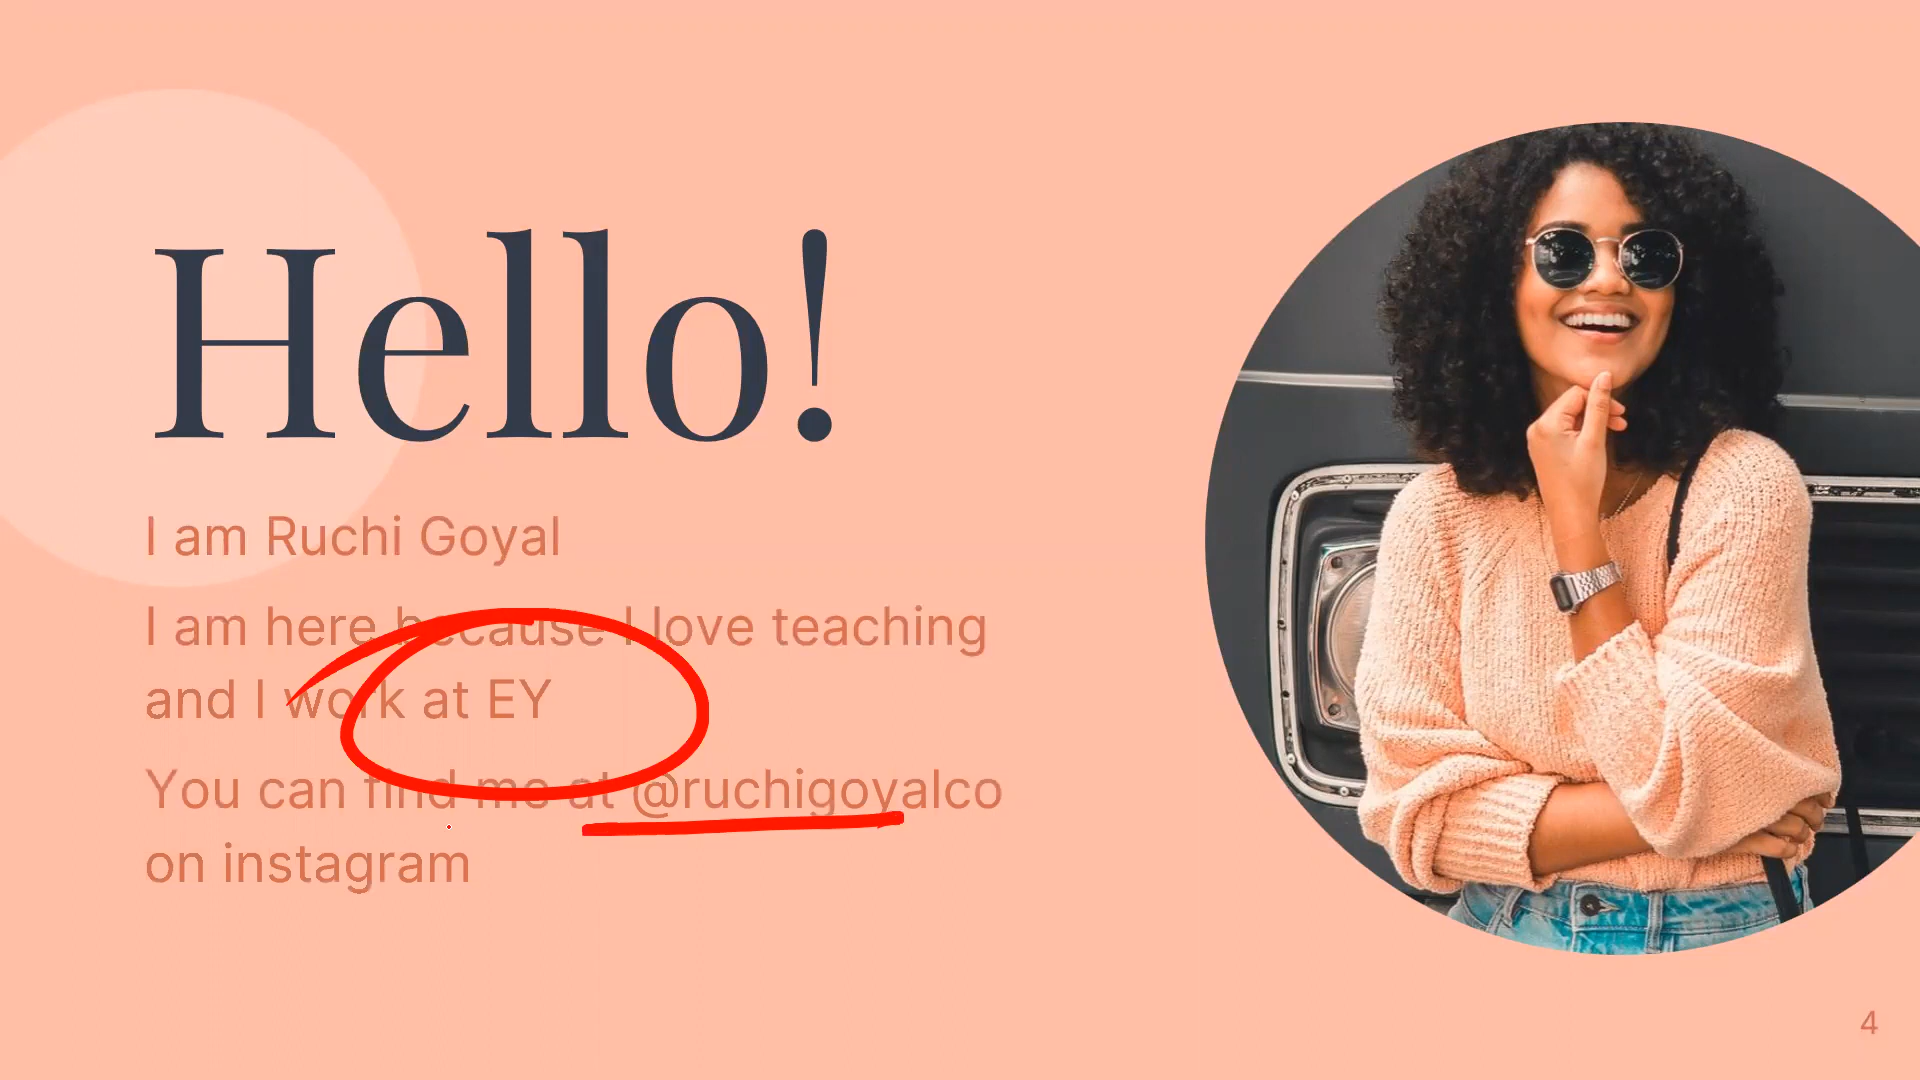 Hello!
I am Ruchi Goyal
I am here because I love teaching
and I work at EY
You can find me at @ruchigoyalco
on instagram
4